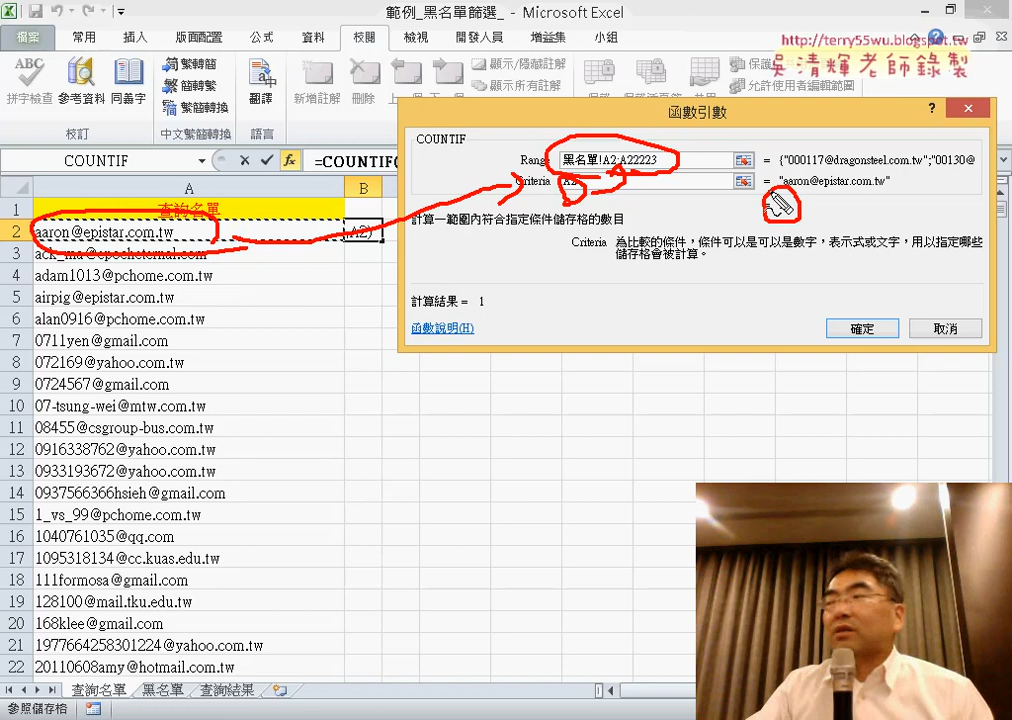 範例_黑名單篩選_ - Microsoft Excel
檔案 常用 插入 版面配置 公式 資料 校閱 檢視 開發人員 增益集 小組
http://terry55wu.blogspot.tw
吳清輝老師錄製
ABC 拼字檢查 參考資料 同義字
繁轉簡
簡轉繁
繁簡轉換
翻譯 新增註解 刪除
顯示/隱藏註解
顯示所有註解
允許使用者編輯範圍
校訂 中文繁簡轉換 語言
COUNTIF =COUNTIF(
A B
1 查詢名單
2 aaron@epistar.com.tw ,A2)
3 ack_ma@epocheternal.com
4 adam1013@pchome.com.tw
5 airpig@epistar.com.tw
6 alan0916@pchome.com.tw
7 0711yen@gmail.com
8 072169@yahoo.com.tw
9 0724567@gmail.com
10 07-tsung-wei@mtw.com.tw
11 08455@csgroup-bus.com.tw
12 0916338762@yahoo.com.tw
13 0933193672@yahoo.com.tw
14 0937566366hsieh@gmail.com
15 1_vs_99@pchome.com.tw
16 1040761035@qq.com
17 1095318134@cc.kuas.edu.tw
18 111formosa@gmail.com
19 128100@mail.tku.edu.tw
20 168klee@gmail.com
21 1977664258301224@yahoo.com.tw
22 20110608amy@hotmail.com.tw
函數引數
COUNTIF
Range 黑名單!A2:A22223 = {"000117@dragonsteel.com.tw";"00130@
Criteria A2 = "aaron@epistar.com.tw"
=
計算一範圍內符合指定條件儲存格的數目
Criteria 為比較的條件，條件可以是可以是數字，表示式或文字，用以指定哪些
儲存格會被計算。
計算結果 = 1
函數說明(H) 確定 取消
查詢名單 黑名單 查詢結果
參照儲存格